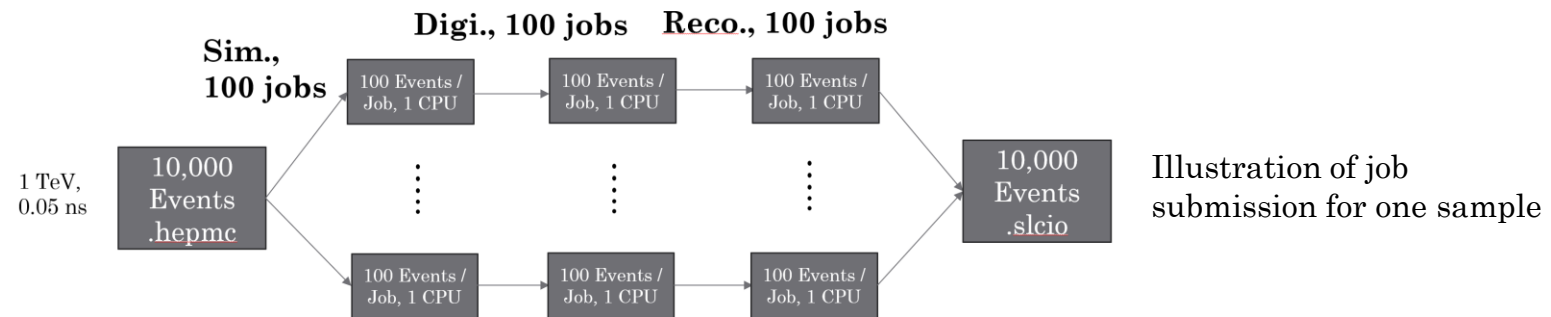 Digi., 100 jobs
Reco., 100 jobs
Sim.,
100 jobs
100 Events /
Job, 1 CPU
100 Events /
Job, 1 CPU
100 Events /
Job, 1 CPU
1 TeV,
0.05 ns
10,000
Events
.hepmc
10,000
Events
.slcio
Illustration of job
submission for one sample
100 Events /
Job, 1 CPU
100 Events /
Job, 1 CPU
100 Events /
Job, 1 CPU